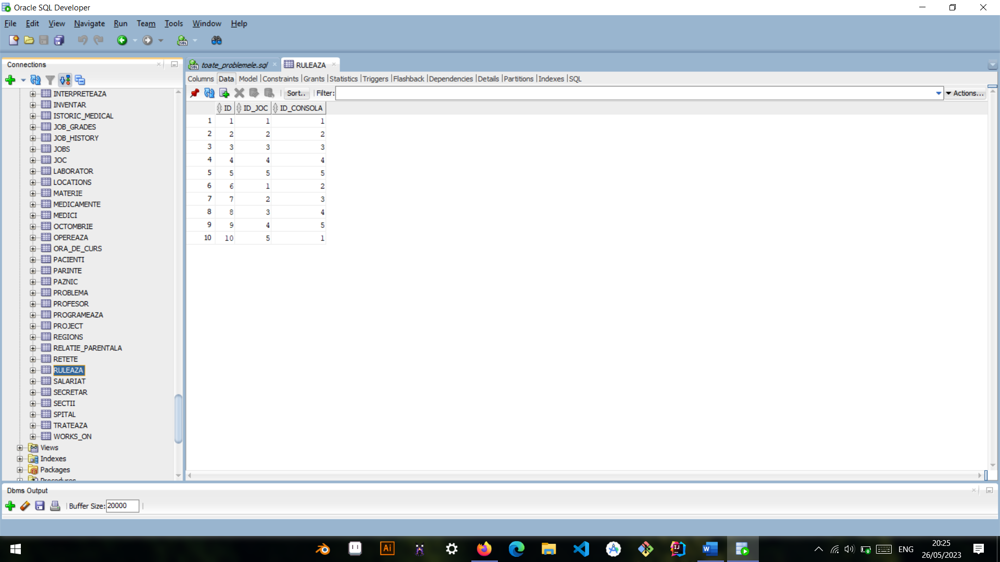 Oracle SQL Developer
File Edit View Navigate Run Team Tools Window Help
Connections
INTERPRETEAZA
INVENTAR
ISTORIC_MEDICAL
JOB_GRADES
JOB_HISTORY
JOBS
JOC
LABORATOR
LOCATIONS
MATERIE
MEDICAMENTE
MEDICI
OCTOMBRIE
OPEREAZA
ORA_DE_CURS
PACIENTI
PARINTE
PAZNIC
PROBLEMA
PROFESOR
PROGRAMEAZA
PROJECT
REGIONS
RELATIE_PARENTALA
RETETE
RULEAZA
SALARIAT
SECRETAR
SECTII
SPITAL
TRATEAZA
WORKS_ON
Views
Indexes
Packages
Procedures
toate_problemele.sql RULEAZA
Columns Data Model Constraints Grants Statistics Triggers Flashback Dependencies Details Partitions Indexes SQL
Sort.. Filter: Actions...
ID ID_JOC ID_CONSOLA
1 1 1 1
2 2 2 2
3 3 3 3
4 4 4 4
5 5 5 5
6 6 1 2
7 7 2 3
8 8 3 4
9 9 4 5
10 10 5 1
Dbms Output
Buffer Size: 20000
ENG
20:25
26/05/2023